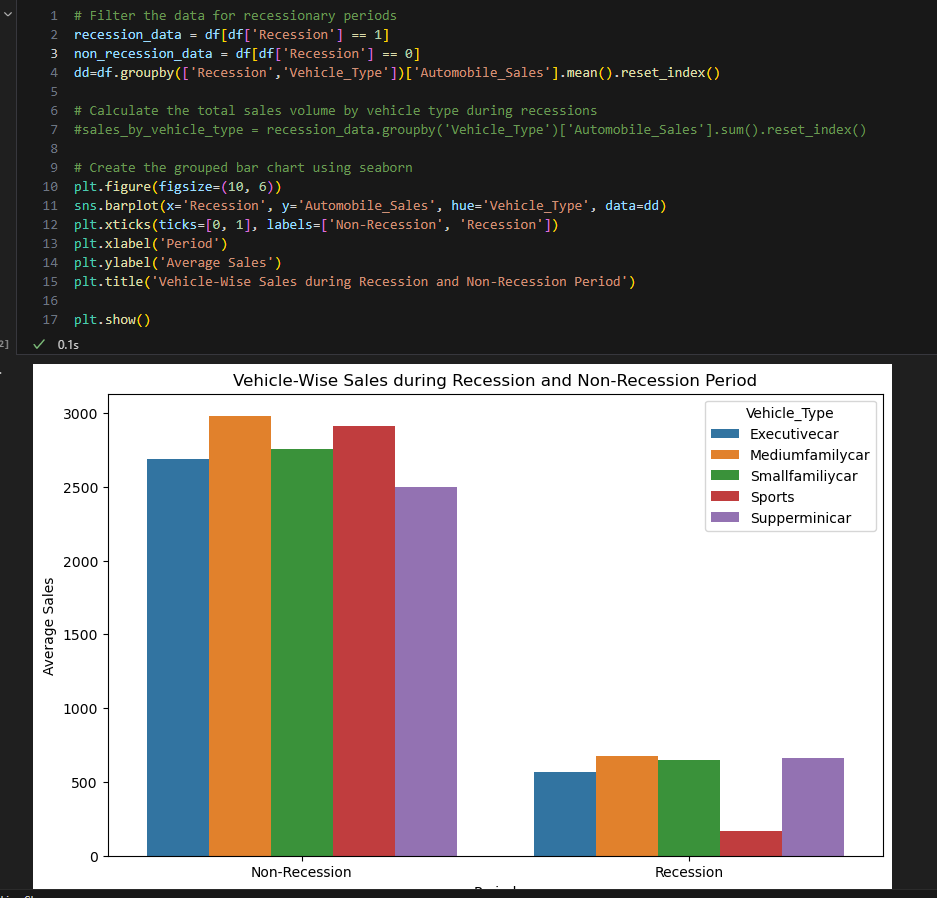 1 # Filter the data for recessionary periods
2 recession_data = df[df['Recession'] == 1]
3 non_recession_data = df[df['Recession'] == 0]
4 dd=df.groupby(['Recession','Vehicle_Type'])['Automobile_Sales'].mean().reset_index()
5
6 # Calculate the total sales volume by vehicle type during recessions
7 #sales_by_vehicle_type = recession_data.groupby('Vehicle_Type')['Automobile_Sales'].sum().reset_index()
8
9 # Create the grouped bar chart using seaborn
10 plt.figure(figsize=(10, 6))
11 sns.barplot(x='Recession', y='Automobile_Sales', hue='Vehicle_Type', data=dd)
12 plt.xticks(ticks=[0, 1], labels=['Non-Recession', 'Recession'])
13 plt.xlabel('Period')
14 plt.ylabel('Average Sales')
15 plt.title('Vehicle-Wise Sales during Recession and Non-Recession Period')
16
17 plt.show()
2] ✓ 0.1s
Vehicle-Wise Sales during Recession and Non-Recession Period
Vehicle_Type
Executivecar
Mediumfamilycar
Smallfamiliycar
Sports
Supperminicar
3000
2500
2000
1500
1000
500
0
Average Sales
Non-Recession Recession